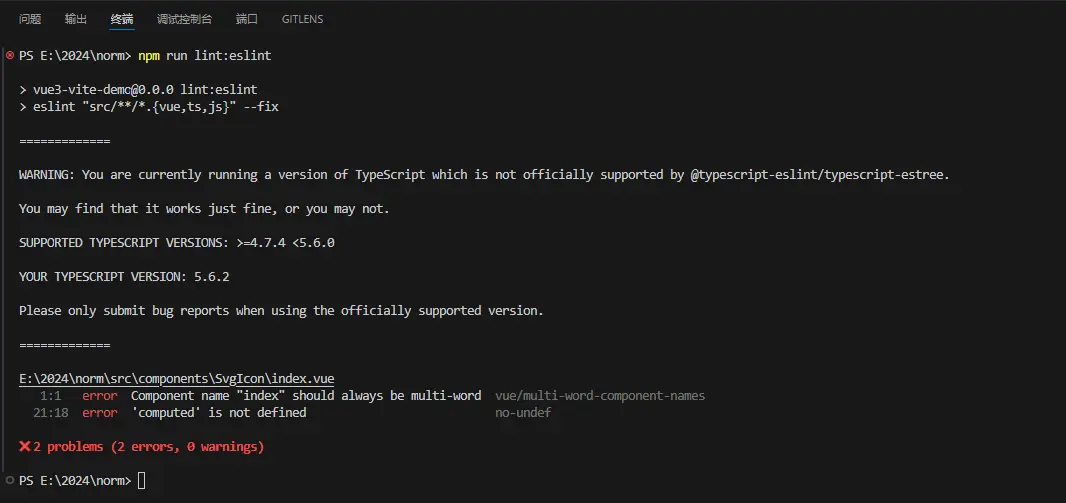 问题 输出 终端 调试控制台 端口 GITLENS
PS E:\2024\norm> npm run lint:eslint
> vue3-vite-demo@0.0.0 lint:eslint
> eslint "src/**/*.{vue,ts,js}" --fix
=============
WARNING: You are currently running a version of TypeScript which is not officially supported by @typescript-eslint/typescript-estree.
You may find that it works just fine, or you may not.
SUPPORTED TYPESCRIPT VERSIONS: >=4.7.4 <5.6.0
YOUR TYPESCRIPT VERSION: 5.6.2
Please only submit bug reports when using the officially supported version.
=============
E:\2024\norm\src\components\SvgIcon\index.vue
1:1 error Component name "index" should always be multi-word vue/multi-word-component-names
21:18 error 'computed' is not defined no-undef
❌2 problems (2 errors, 0 warnings)
PS E:\2024\norm>